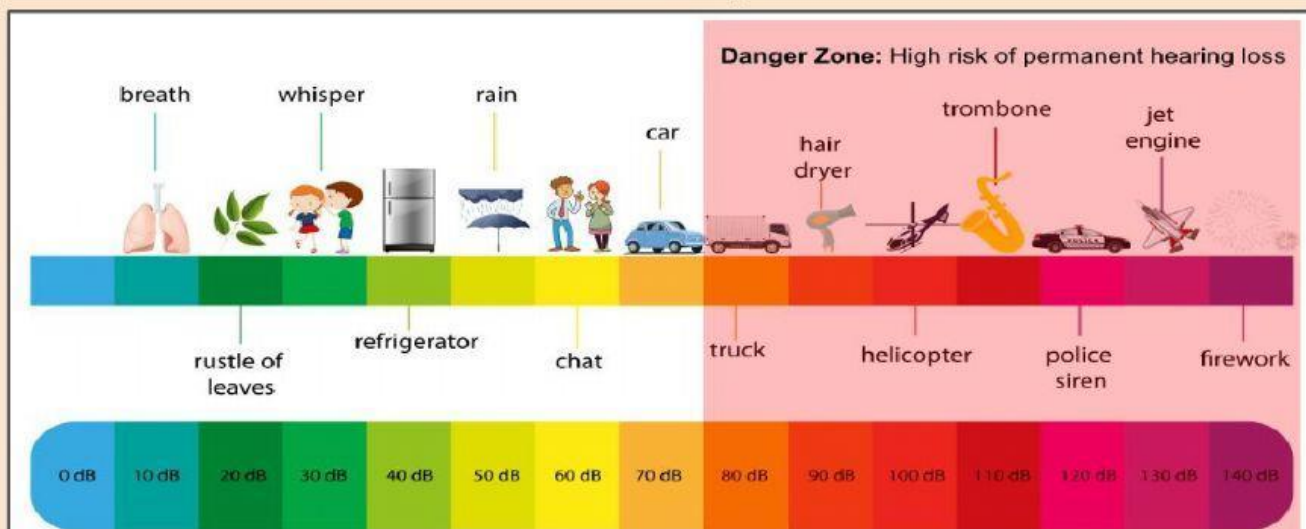 Danger Zone: High risk of permanent hearing loss
breath
whisper
rain
car
hair
dryer
trombone
jet
engine
POLICE
rustle of
leaves
refrigerator
chat
truck
helicopter
police
siren
firework
0 dB
10 dB
20 dB
30 dB
40 dB
50 dB
60 dB
70 dB
80 dB
90 dB
100 dB
110 dB
120 dB
130 dB
140 dB